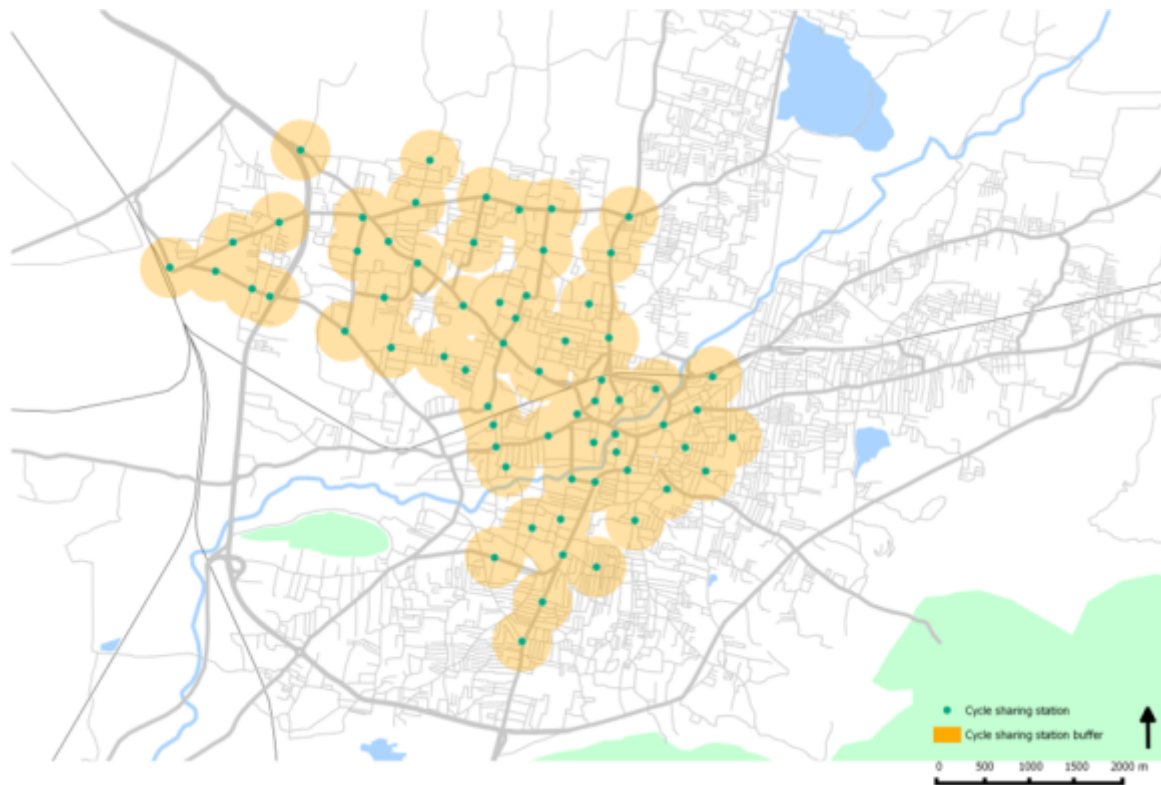 Cycle sharing station
Cycle sharing station buffer
0 500 1000 1500 2000 m